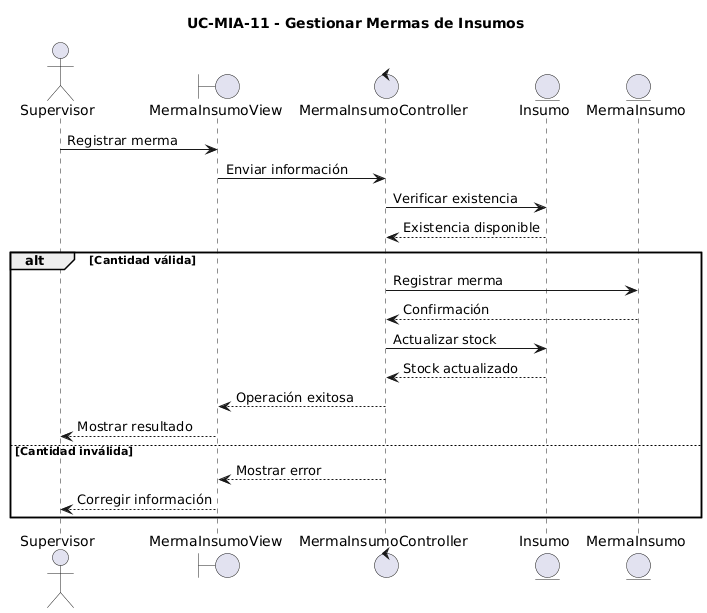 UC-MIA-11 - Gestionar Mermas de Insumos
Supervisor MermaInsumoView MermaInsumoController Insumo MermaInsumo
Registrar merma
Enviar información
Verificar existencia
Existencia disponible
alt [Cantidad válida]
Registrar merma
Confirmación
Actualizar stock
Stock actualizado
Operación exitosa
Mostrar resultado
[Cantidad inválida]
Mostrar error
Corregir información
Supervisor MermaInsumoView MermaInsumoController Insumo MermaInsumo